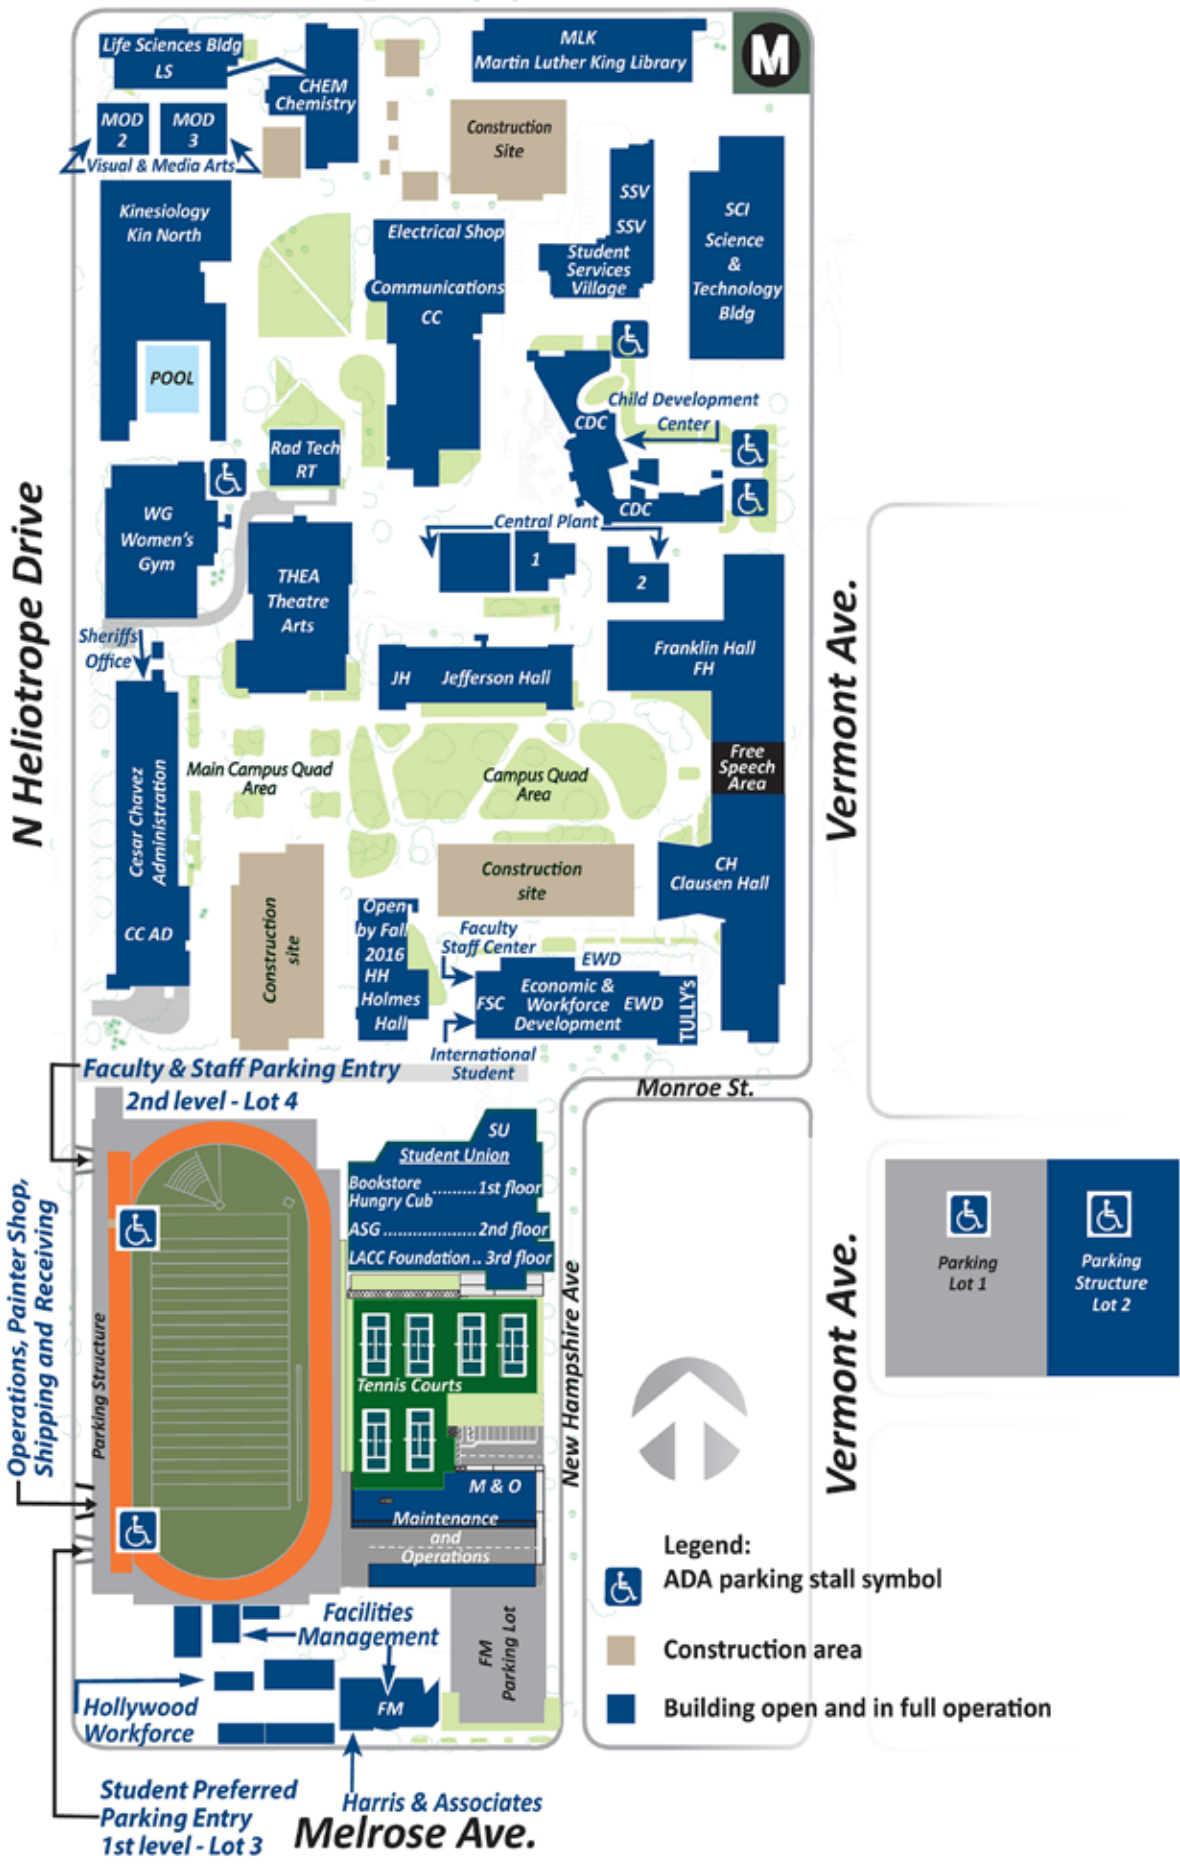 Life Sciences Bldg
LS
CHEM
Chemistry
MLK
Martin Luther King Library
M
MOD
2
MOD
3
Visual & Media Arts
Construction
Site
Kinesiology
Kin North
POOL
Electrical Shop
Communications
CC
SSV
SSV
Student
Services
Village
SCI
Science
&
Technology
Bldg
Child Development
Center
CDC
CDC
Rad Tech
RT
WG
Women's
Gym
THEA
Theatre
Arts
Central Plant
1
2
Sheriffs
Office
JH Jefferson Hall
Franklin Hall
FH
N Heliotrope Drive
Vermont Ave.
Free
Speech
Area
Main Campus Quad
Area
Campus Quad
Area
Cesar Chavez
Administration
CC AD
Construction
site
Construction
site
CH
Clausen Hall
Open
by Fall
2016
HH
Holmes
Hall
Faculty
Staff Center
EWD
FSC
Economic &
Workforce
Development
EWD
TULLY's
International
Student
Faculty & Staff Parking Entry
2nd level - Lot 4
Monroe St.
SU
Student Union
Bookstore
Hungry Cub ..........1st floor
ASG ......................2nd floor
LACC Foundation .. 3rd floor
Operations, Painter Shop,
Shipping and Receiving
Parking Structure
Tennis Courts
New Hampshire Ave
Vermont Ave.
Parking
Lot 1
Parking
Structure
Lot 2
M & O
Maintenance
and
Operations
Facilities
Management
FM
Parking Lot
FM
Hollywood
Workforce
Student Preferred
Parking Entry
1st level - Lot 3
Harris & Associates
Melrose Ave.
Legend:
ADA parking stall symbol
Construction area
Building open and in full operation